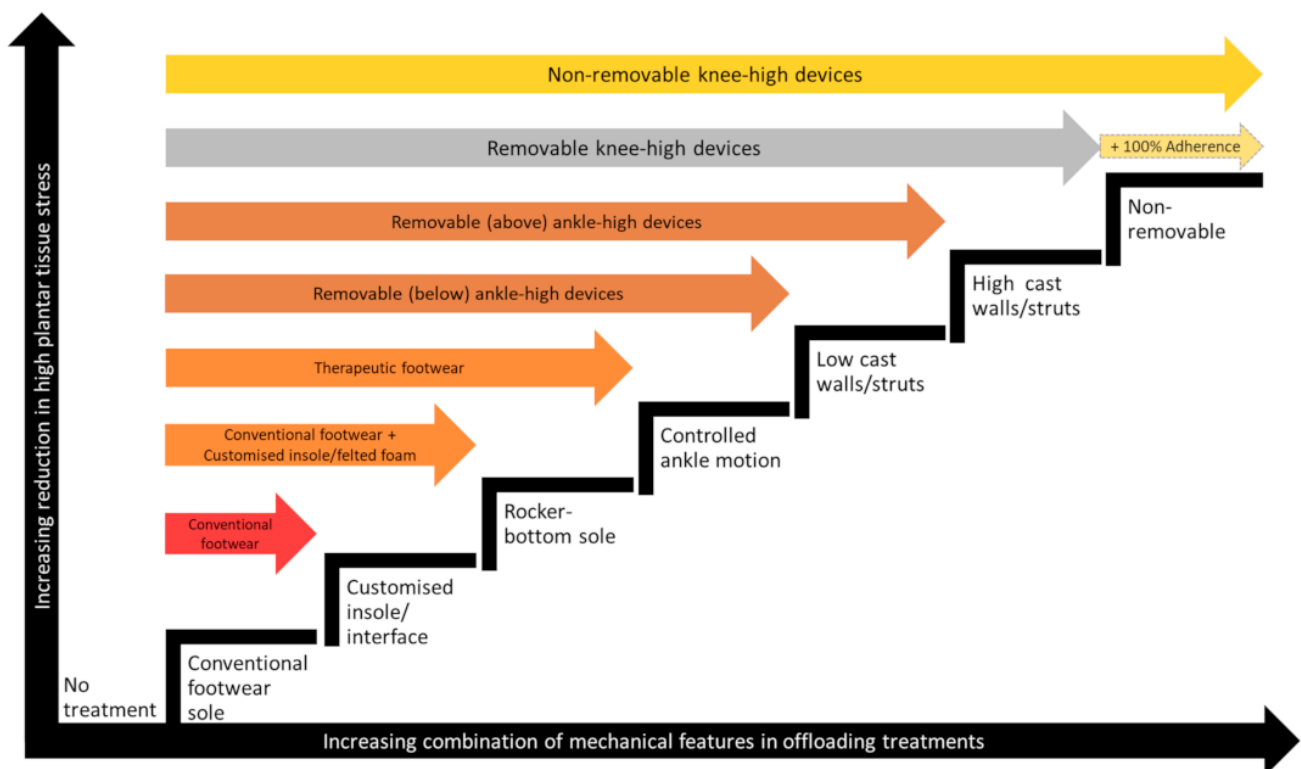 Increasing reduction in high plantar tissue stress
Non-removable knee-high devices
Removable knee-high devices
+ 100% Adherence
Removable (above) ankle-high devices
Removable (below) ankle-high devices
Therapeutic footwear
Conventional footwear +
Customised insole/felted foam
Conventional
footwear
Non-
removable
High cast
walls/struts
Low cast
walls/struts
Controlled
ankle motion
Rocker-
bottom sole
Customised
insole/
interface
Conventional
footwear
sole
No
treatment
Increasing combination of mechanical features in offloading treatments